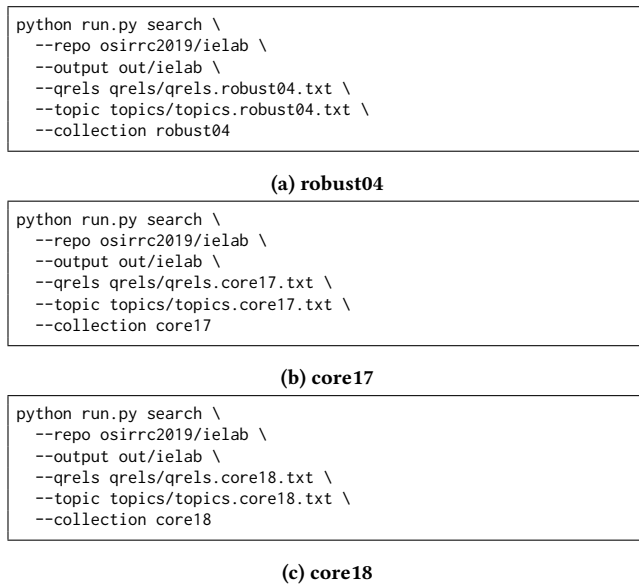 python run.py search \
  --repo osirrc2019/ielab \
  --output out/ielab \
  --qrels qrels/qrels.robust04.txt \
  --topic topics/topics.robust04.txt \
  --collection robust04
(a) robust04
python run.py search \
  --repo osirrc2019/ielab \
  --output out/ielab \
  --qrels qrels/qrels.core17.txt \
  --topic topics/topics.core17.txt \
  --collection core17
(b) core17
python run.py search \
  --repo osirrc2019/ielab \
  --output out/ielab \
  --qrels qrels/qrels.core18.txt \
  --topic topics/topics.core18.txt \
  --collection core18
(c) core18